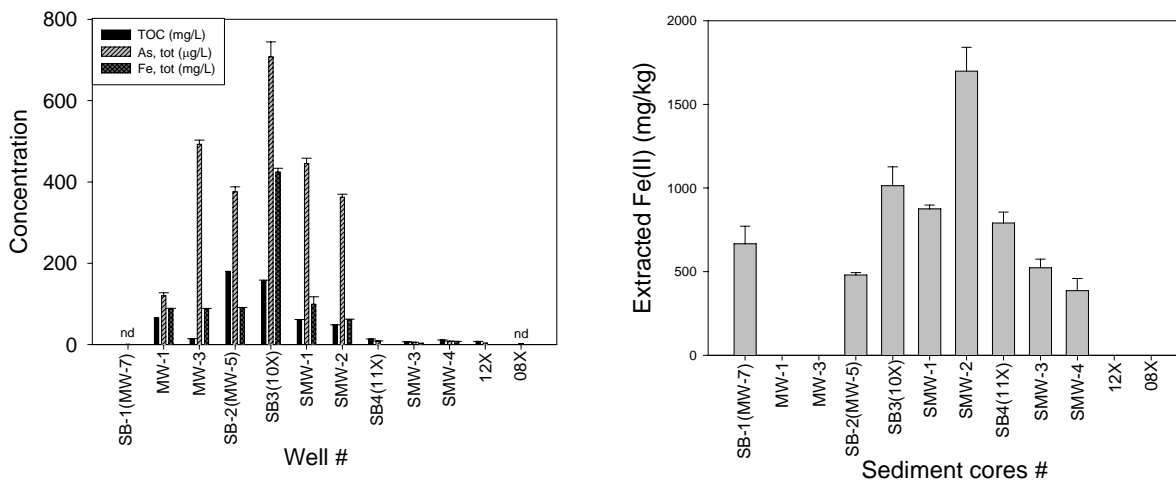 800
600
400
200
0
Concentration
TOC (mg/L)
As, tot (μg/L)
Fe, tot (mg/L)
nd
nd
SB-1(MW-7)
MW-1
MW-3
SB-2(MW-5)
SB3(10X)
SMW-1
SMW-2
SB4(11X)
SMW-3
SMW-4
12X
08X
Well #
2000
1500
1000
500
0
Extracted Fe(II) (mg/kg)
SB-1(MW-7)
MW-1
MW-3
SB-2(MW-5)
SB3(10X)
SMW-1
SMW-2
SB4(11X)
SMW-3
SMW-4
12X
08X
Sediment cores #